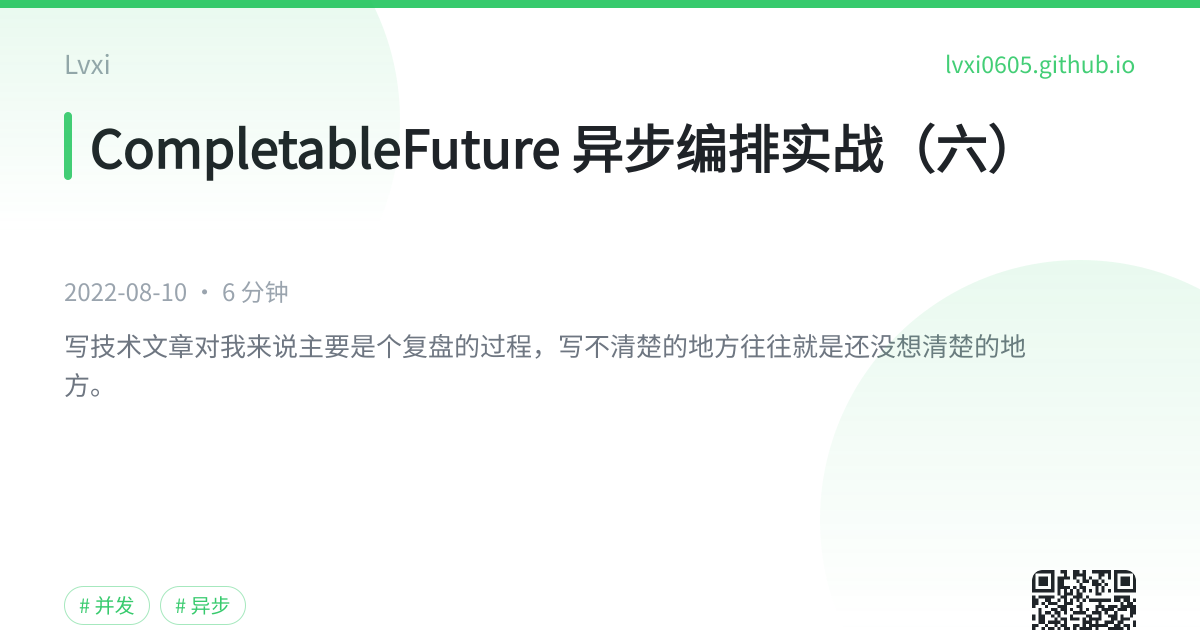 Lvxi
lvxi0605.github.io
CompletableFuture 异步编排实战（六）
2022-08-10 · 6 分钟
写技术文章对我来说主要是个复盘的过程，写不清楚的地方往往就是还没想清楚的地
方。
# 并发
# 异步